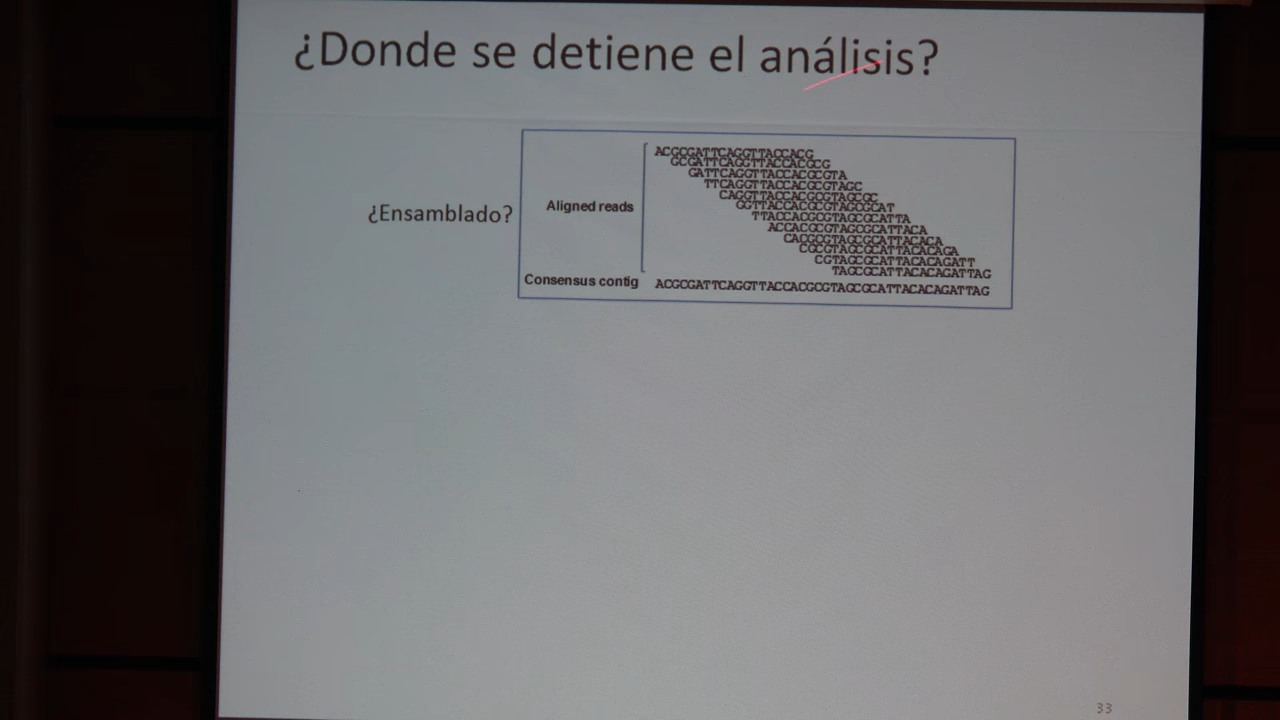 ¿Donde se detiene el análisis?
¿Ensamblado?
Aligned reads
ACGCGATTCAGGTTACCACG
GCGATTCAGGTTACCACGCG
GATTCAGGTTACCACGCGTA
TTCAGGTTACCACGCGTAGC
CAGGTTACCACGCGTAGCGC
GGTTACCACGCGTAGCGCAT
TTACCACGCGTAGCGCATTA
ACCACGCGTAGCGCATTACA
CACGCGTAGCGCATTACACA
CGCGTAGCGCATTACACAGA
CGTAGCGCATTACACAGATT
TAGCGCATTACACAGATTAG
Consensus contig ACGCGATTCAGGTTACCACGCGTAGCGCATTACACAGATTAG
33